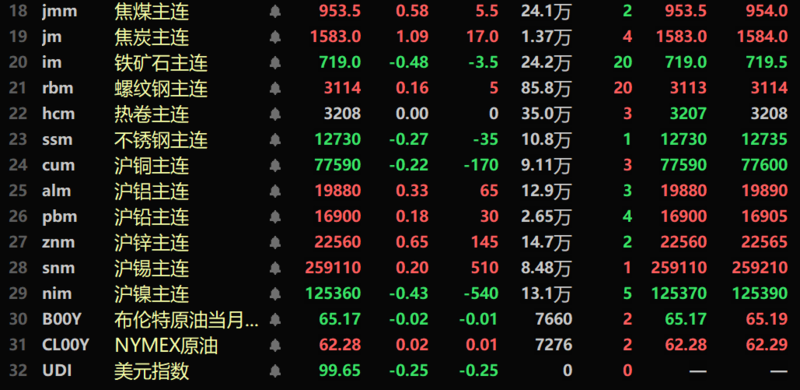 18 jmm 焦煤主连 953.5 0.58 5.5 24.1万 2 953.5 954.0
19 jm 焦炭主连 1583.0 1.09 17.0 1.37万 4 1583.0 1584.0
20 im 铁矿石主连 719.0 -0.48 -3.5 24.2万 20 719.0 719.5
21 rbm 螺纹钢主连 3114 0.16 5 85.8万 20 3113 3114
22 hcm 热卷主连 3208 0.00 0 35.0万 3 3207 3208
23 ssm 不锈钢主连 12730 -0.27 -35 10.8万 1 12730 12735
24 cum 沪铜主连 77590 -0.22 -170 9.11万 3 77590 77600
25 alm 沪铝主连 19880 0.33 65 12.9万 3 19880 19890
26 pbm 沪铅主连 16900 0.18 30 2.65万 4 16900 16905
27 znm 沪锌主连 22560 0.65 145 14.7万 2 22560 22565
28 snm 沪锡主连 259110 0.20 510 8.48万 1 259110 259210
29 nim 沪镍主连 125360 -0.43 -540 13.1万 5 125370 125390
30 B00Y 布伦特原油当月... 65.17 -0.02 -0.01 7660 2 65.17 65.19
31 CL00Y NYMEX原油 62.28 0.02 0.01 7276 2 62.28 62.29
32 UDI 美元指数 99.65 -0.25 -0.25 0 0 — —